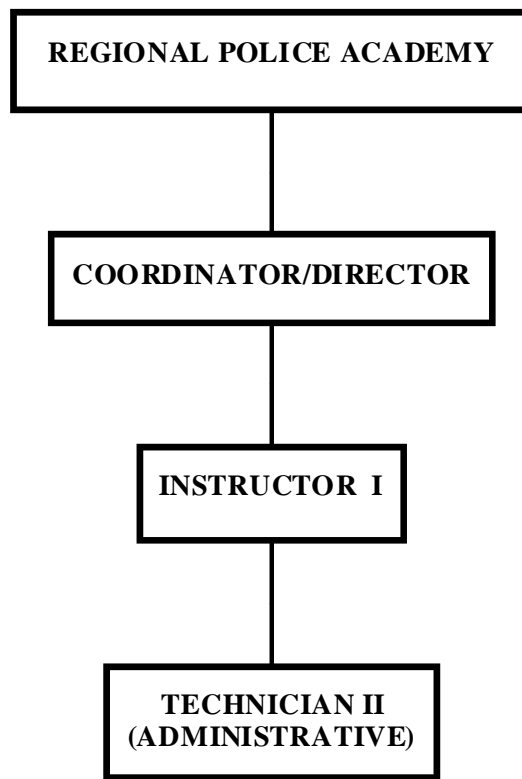 REGIONAL POLICE ACADEMY
COORDINATOR/DIRECTOR
INSTRUCTOR I
TECHNICIAN II
(ADMINISTRATIVE)